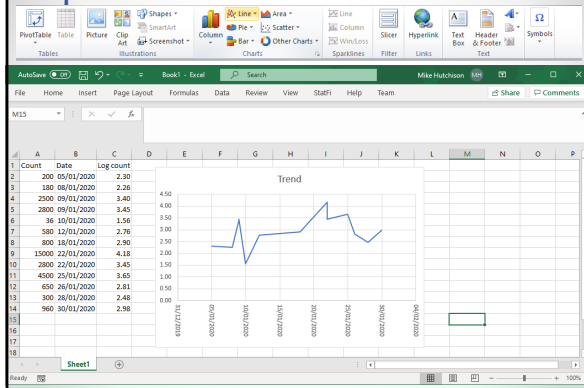 PivotTable Table Picture Clip Art Shapes SmartArt Screenshot Column Line Pie Bar Area Scatter Other Charts Line Column Win/Loss Slicer Hyperlink Text Box Header & Footer Symbols
Tables Illustrations Charts Sparklines Filter Links Text
AutoSave Off Book1 - Excel Search Mike Hutchison MH
File Home Insert Page Layout Formulas Data Review View StatFi Help Team Share Comments
M15 fx
A B C D E F G H I J K L M N O P
1 Count Date Log count
2 200 05/01/2020 2.30
3 180 08/01/2020 2.26
4 2500 09/01/2020 3.40
5 2800 09/01/2020 3.45
6 36 10/01/2020 1.56
7 580 12/01/2020 2.76
8 800 18/01/2020 2.90
9 15000 22/01/2020 4.18
10 2800 22/01/2020 3.45
11 4500 25/01/2020 3.65
12 650 26/01/2020 2.81
13 300 28/01/2020 2.48
14 960 30/01/2020 2.98
15
16
17
18
Trend
4.50
4.00
3.50
3.00
2.50
2.00
1.50
1.00
0.50
0.00
31/12/2019 05/01/2020 10/01/2020 15/01/2020 20/01/2020 25/01/2020 30/01/2020 04/02/2020
Sheet1
Ready 100%